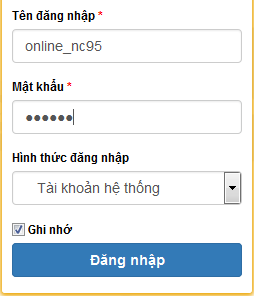 Tên đăng nhập *
online_nc95
Mật khẩu *
●●●●●●
Hình thức đăng nhập
Tài khoản hệ thống
Ghi nhớ
Đăng nhập